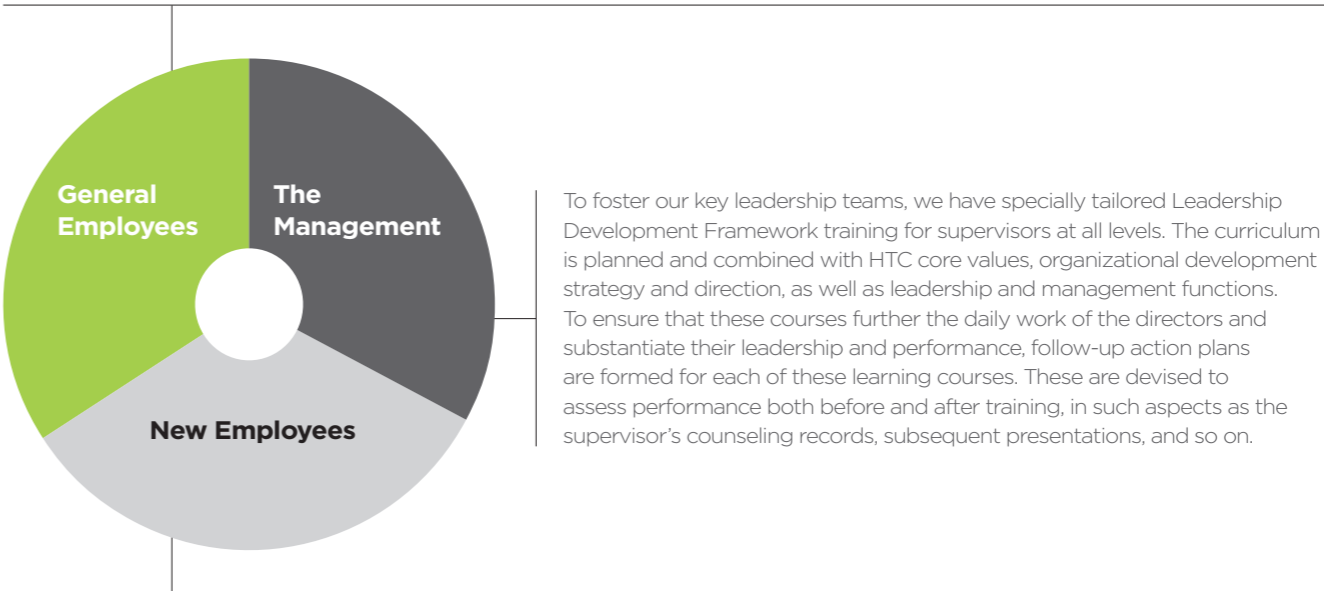 General
Employees
The
Management
New Employees
To foster our key leadership teams, we have specially tailored Leadership
Development Framework training for supervisors at all levels. The curriculum
is planned and combined with HTC core values, organizational development
strategy and direction, as well as leadership and management functions.
To ensure that these courses further the daily work of the directors and
substantiate their leadership and performance, follow-up action plans
are formed for each of these learning courses. These are devised to
assess performance both before and after training, in such aspects as the
supervisor’s counseling records, subsequent presentations, and so on.